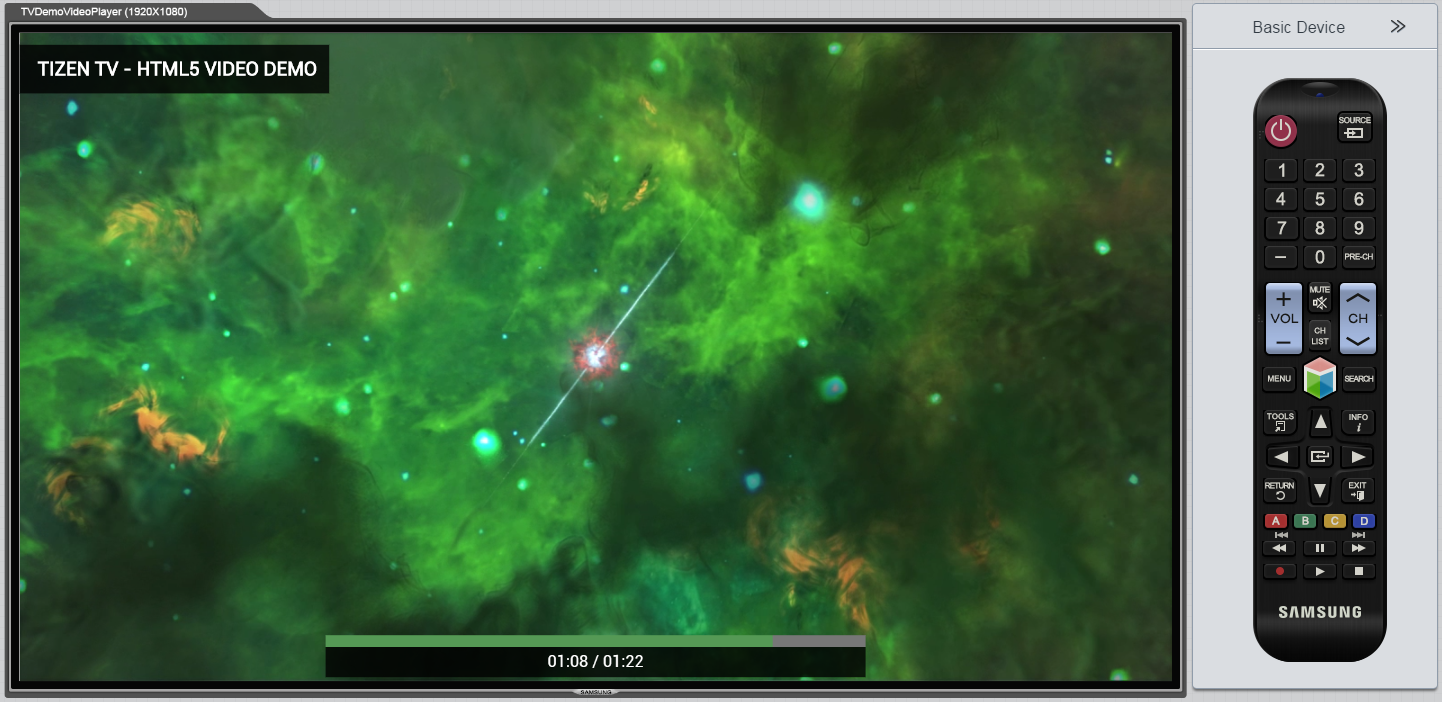 TVDemoVideoPlayer (1920X1080)
TIZEN TV - HTML5 VIDEO DEMO
01:08 / 01:22
SAMSUNG
Basic Device
SOURCE
1 2 3
4 5 6
7 8 9
– 0 PRE-CH
+ MUTE
VOL CH
– CH
LIST
MENU SEARCH
TOOLS INFO
i
RETURN EXIT
A B C D
SAMSUNG